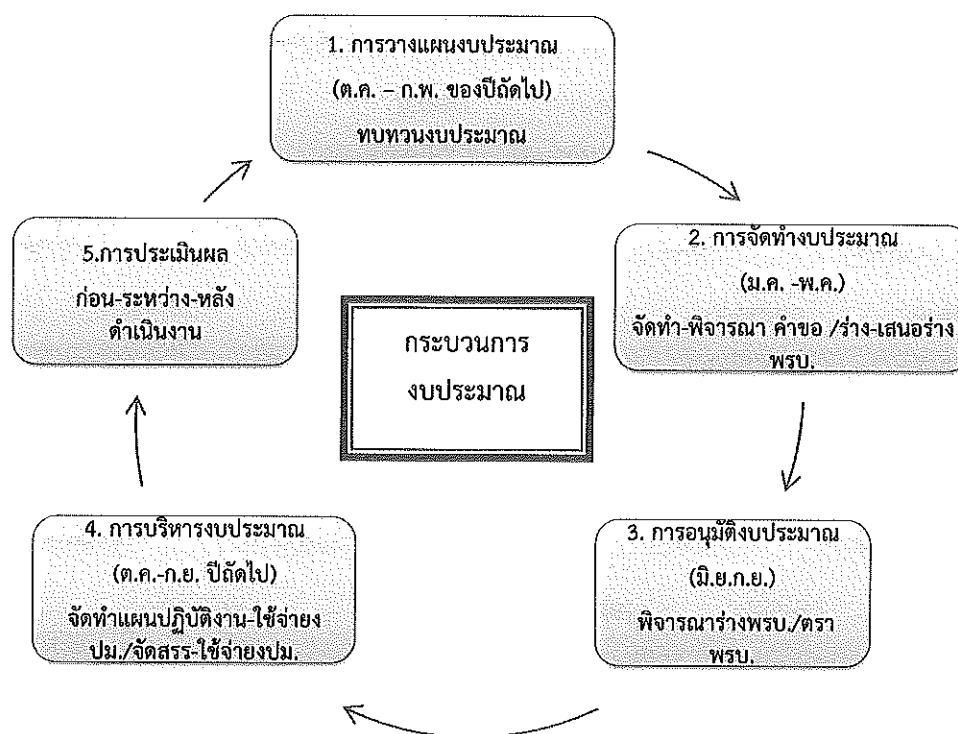 1. การวางแผนงบประมาณ
(ต.ค. – ก.พ. ของปีถัดไป)
ทบทวนงบประมาณ
2. การจัดทำงบประมาณ
(ม.ค. -พ.ค.)
จัดทำ-พิจารณา คำขอ /ร่าง-เสนอร่าง
พรบ.
3. การอนุมัติงบประมาณ
(มิ.ย.ก.ย.)
พิจารณาร่างพรบ./ตรา
พรบ.
4. การบริหารงบประมาณ
(ต.ค.-ก.ย. ปีถัดไป)
จัดทำแผนปฏิบัติงาน-ใช้จ่ายง
ปม./จัดสรร-ใช้จ่ายงปม.
5.การประเมินผล
ก่อน-ระหว่าง-หลัง
ดำเนินงาน
กระบวนการ
งบประมาณ